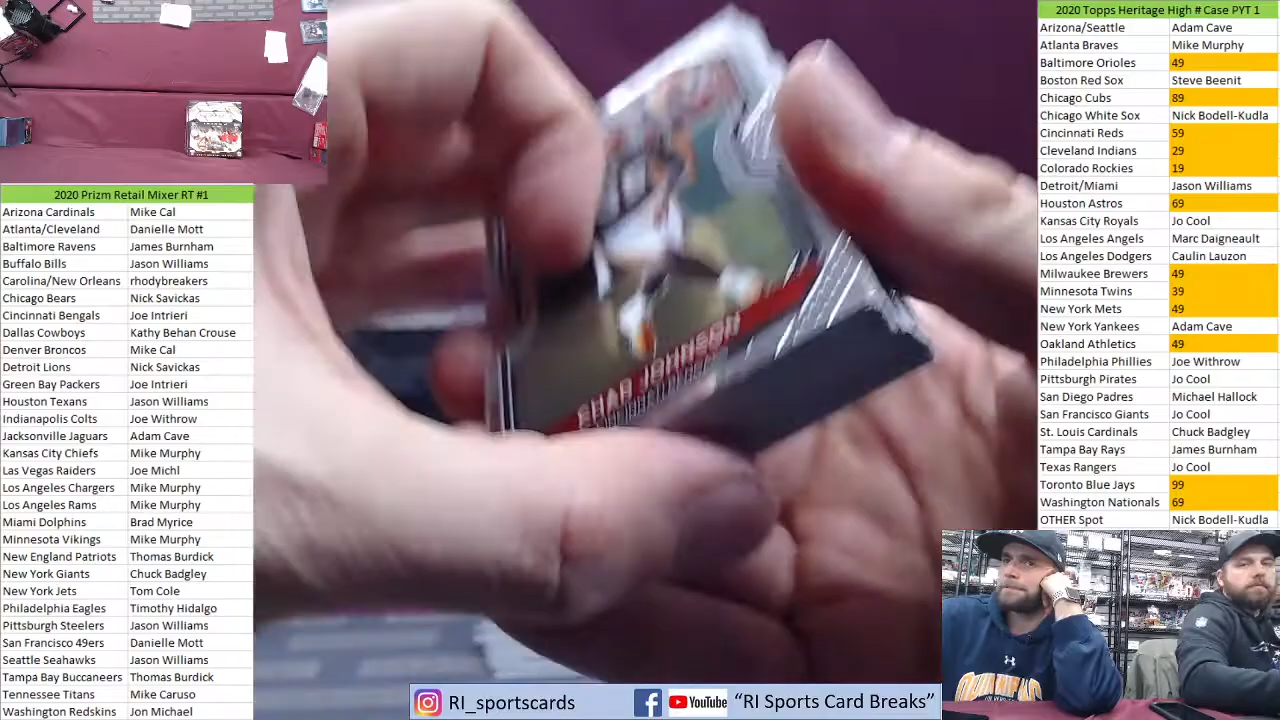 2020 Prizm Retail Mixer RT #1
Arizona Cardinals Mike Cal
Atlanta/Cleveland Danielle Mott
Baltimore Ravens James Burnham
Buffalo Bills Jason Williams
Carolina/New Orleans rhodybreakers
Chicago Bears Nick Savickas
Cincinnati Bengals Joe Intrieri
Dallas Cowboys Kathy Behan Crouse
Denver Broncos Mike Cal
Detroit Lions Nick Savickas
Green Bay Packers Joe Intrieri
Houston Texans Jason Williams
Indianapolis Colts Joe Withrow
Jacksonville Jaguars Adam Cave
Kansas City Chiefs Mike Murphy
Las Vegas Raiders Joe Michl
Los Angeles Chargers Mike Murphy
Los Angeles Rams Mike Murphy
Miami Dolphins Brad Myrice
Minnesota Vikings Mike Murphy
New England Patriots Thomas Burdick
New York Giants Chuck Badgley
New York Jets Tom Cole
Philadelphia Eagles Timothy Hidalgo
Pittsburgh Steelers Jason Williams
San Francisco 49ers Danielle Mott
Seattle Seahawks Jason Williams
Tampa Bay Buccaneers Thomas Burdick
Tennessee Titans Mike Caruso
Washington Redskins Jon Michael
CHAD JOHNSON
2020 Topps Heritage High # Case PYT 1
Arizona/Seattle Adam Cave
Atlanta Braves Mike Murphy
Baltimore Orioles 49
Boston Red Sox Steve Beenit
Chicago Cubs 89
Chicago White Sox Nick Bodell-Kudla
Cincinnati Reds 59
Cleveland Indians 29
Colorado Rockies 19
Detroit/Miami Jason Williams
Houston Astros 69
Kansas City Royals Jo Cool
Los Angeles Angels Marc Daigneault
Los Angeles Dodgers Caulin Lauzon
Milwaukee Brewers 49
Minnesota Twins 39
New York Mets 49
New York Yankees Adam Cave
Oakland Athletics 49
Philadelphia Phillies Joe Withrow
Pittsburgh Pirates Jo Cool
San Diego Padres Michael Hallock
San Francisco Giants Jo Cool
St. Louis Cardinals Chuck Badgley
Tampa Bay Rays James Burnham
Texas Rangers Jo Cool
Toronto Blue Jays 99
Washington Nationals 69
OTHER Spot Nick Bodell-Kudla
RI_sportscards YouTube “RI Sports Card Breaks”